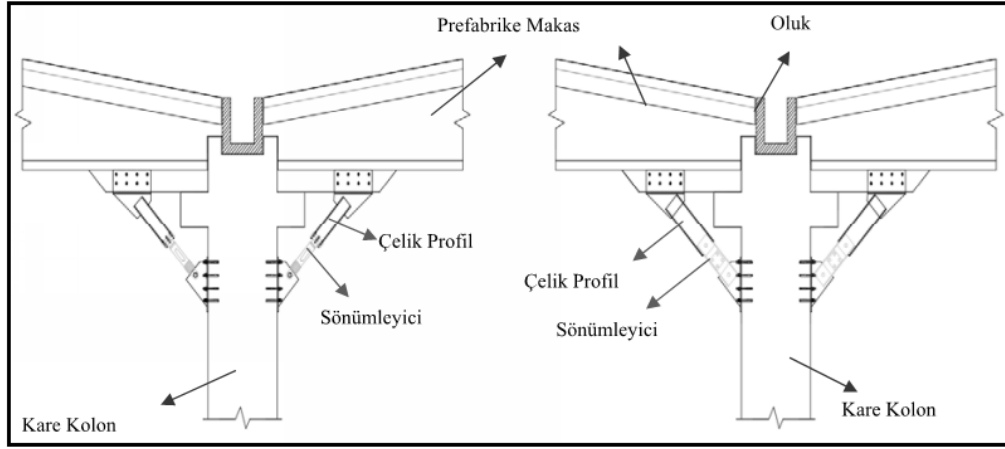 Prefabrike Makas
Oluk
Çelik Profil
Sönümleyici
Kare Kolon
Çelik Profil
Sönümleyici
Kare Kolon